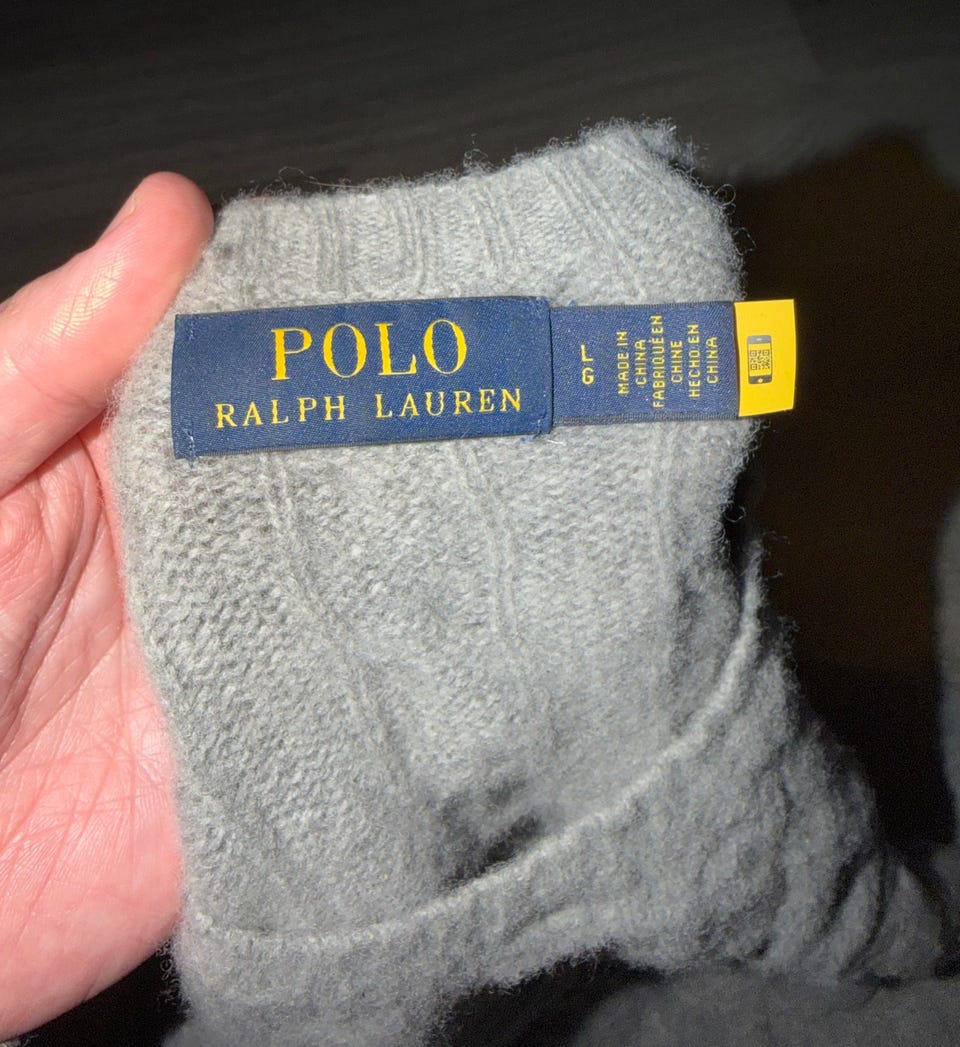 POLO
RALPH LAUREN
L
G
MADE IN
CHINA
FABRIQUÉ EN
CHINE
HECHO EN
CHINA